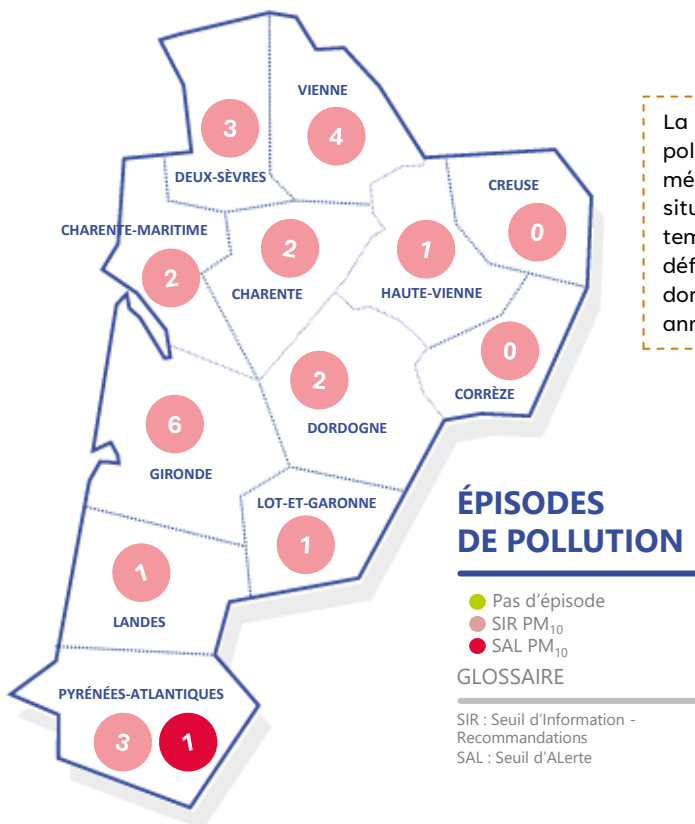 VIENNE
3
4
DEUX-SÈVRES
CREUSE
0
CHARENTE-MARITIME
2
2
CHARENTE
1
HAUTE-VIENNE
0
CORRÈZE
2
DORDOGNE
6
GIRONDE
LOT-ET-GARONNE
1
1
LANDES
PYRÉNÉES-ATLANTIQUES
3
1
La
pol
mé
situ
tem
déf
don
ann
ÉPISODES
DE POLLUTION
Pas d'épisode
SIR PM₁₀
SAL PM₁₀
GLOSSAIRE
SIR : Seuil d'Information -
Recommandations
SAL : Seuil d'ALerte